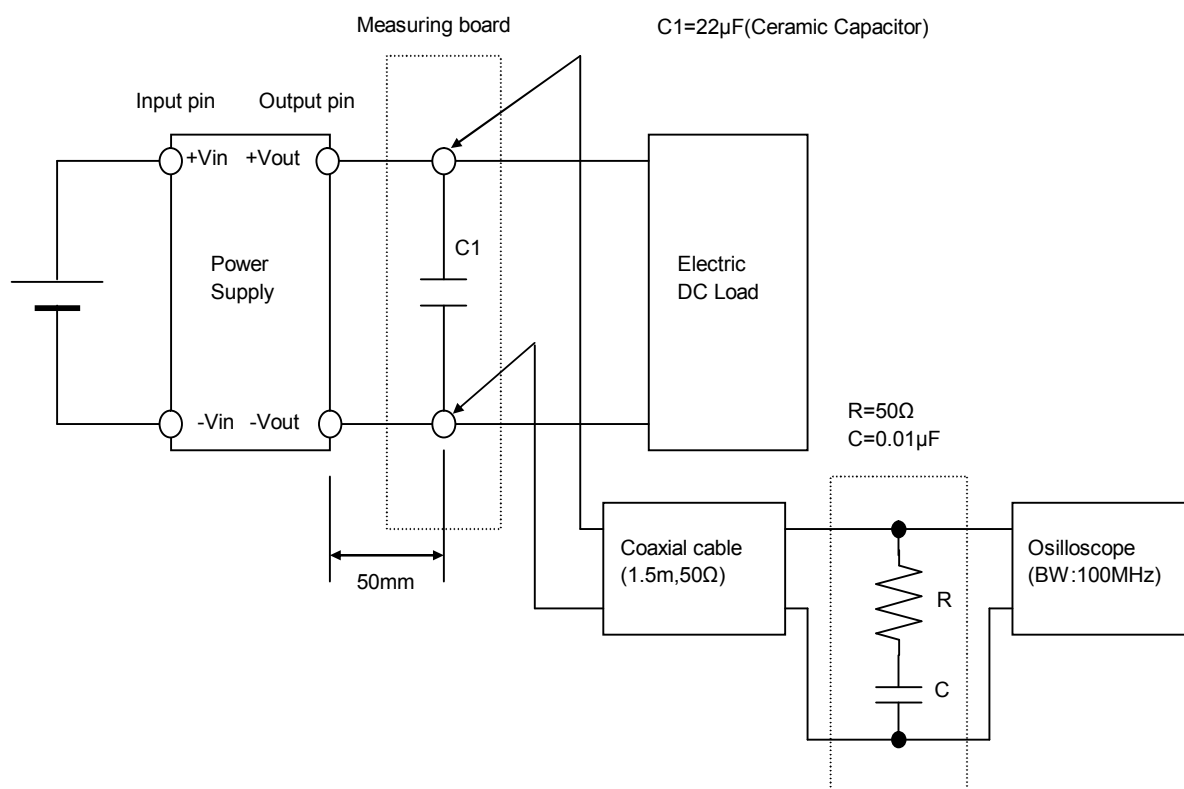 Measuring board
C1=22µF(Ceramic Capacitor)
Input pin
Output pin
+Vin
+Vout
C1
Power
Supply
Electric
DC Load
-Vin
-Vout
R=50Ω
C=0.01µF
50mm
Coaxial cable
(1.5m,50Ω)
R
C
Osilloscope
(BW:100MHz)